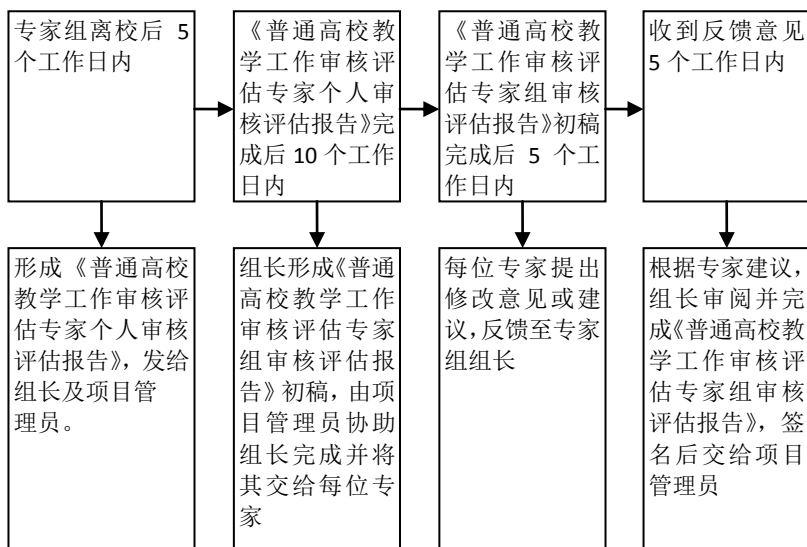 专家组离校后 5
个工作日内
《普通高校教
学工作审核评
估专家个人审
核评估报告》完
成后 10 个工作
日内
《普通高校教
学工作审核评
估专家组审核
评估报告》初稿
完成后 5 个工
作日内
收到反馈意见
5 个工作日内
形成《普通高校
教学工作审核评
估专家个人审核
评估报告》，发给
组长及项目管
理员。
组长形成《普通
高校教学工作
审核评估专家
组审核评估报
告》初稿，由项
目管理员协助
组长完成并将
其交给每位专
家
每位专家提出
修改意见或建
议，反馈至专家
组组长
根据专家建议，
组长审阅并完
成《普通高校教
学工作审核评
估专家组审核
评估报告》，签
名后交给项目
管理员